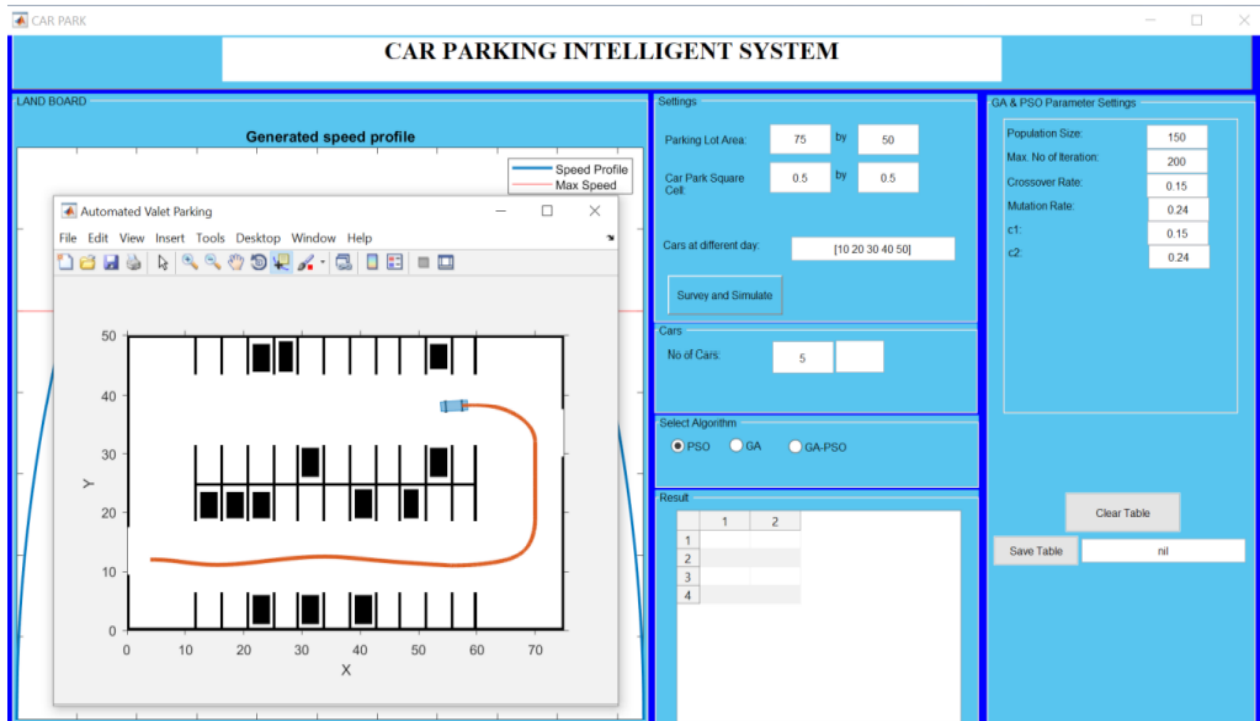 CAR PARK
CAR PARKING INTELLIGENT SYSTEM
LAND BOARD
Generated speed profile
Speed Profile
Max Speed
Automated Valet Parking
File Edit View Insert Tools Desktop Window Help
50
40
30
20
10
0
Y
0 10 20 30 40 50 60 70
X
Settings
Parking Lot Area: 75 by 50
Car Park Square Cell: 0.5 by 0.5
Cars at different day: [10 20 30 40 50]
Survey and Simulate
Cars
No of Cars: 5
Select Algorithm
PSO GA GA-PSO
Result
1 2
1
2
3
4
GA & PSO Parameter Settings
Population Size: 150
Max. No of Iteration: 200
Crossover Rate: 0.15
Mutation Rate: 0.24
c1: 0.15
c2: 0.24
Clear Table
Save Table nil